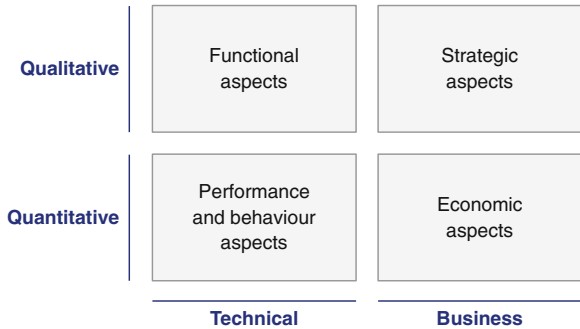 Qualitative
Functional
aspects
Strategic
aspects
Quantitative
Performance
and behaviour
aspects
Economic
aspects
Technical
Business